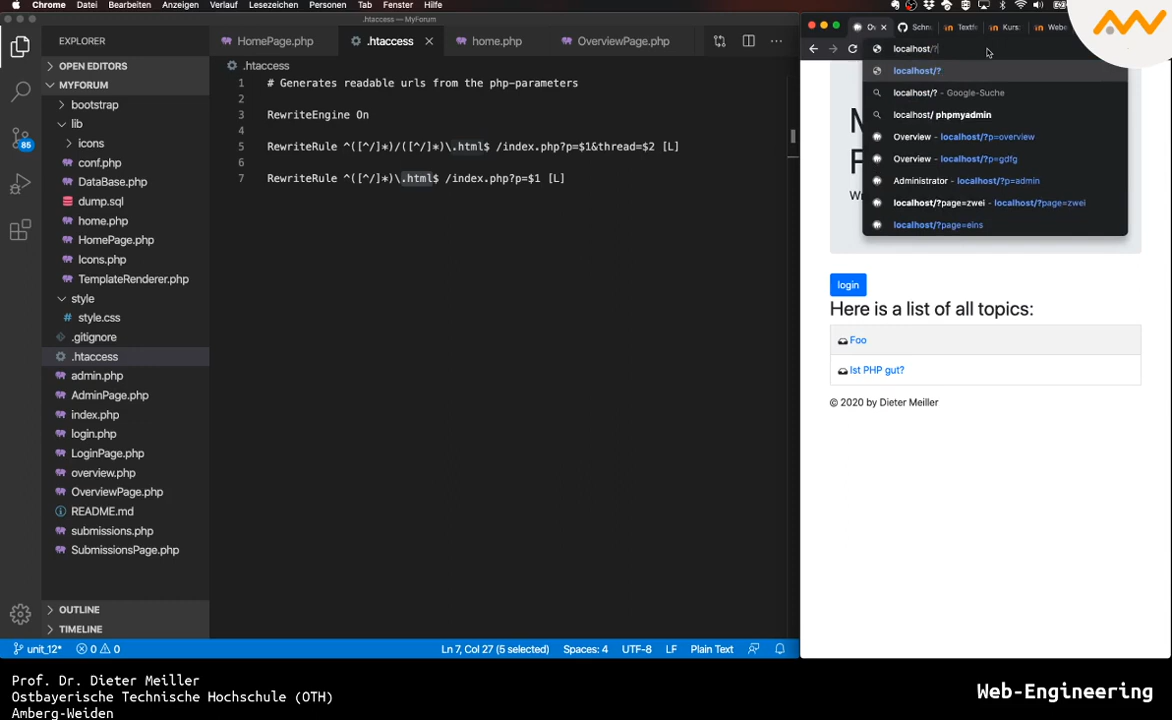 Chrome Datei Bearbeiten Anzeigen Verlauf Lesezeichen Personen Tab Fenster Hilfe
.htaccess — MyForum
EXPLORER
HomePage.php
.htaccess
home.php
OverviewPage.php
OPEN EDITORS
MYFORUM
bootstrap
lib
icons
conf.php
DataBase.php
dump.sql
home.php
HomePage.php
Icons.php
TemplateRenderer.php
style
style.css
.gitignore
.htaccess
admin.php
AdminPage.php
index.php
login.php
LoginPage.php
overview.php
OverviewPage.php
README.md
submissions.php
SubmissionsPage.php
OUTLINE
TIMELINE
85
.htaccess
1 # Generates readable urls from the php-parameters
2
3 RewriteEngine On
4
5 RewriteRule ^([^/]*)/([^/]*)\.html$ /index.php?p=$1&thread=$2 [L]
6
7 RewriteRule ^([^/]*)\.html$ /index.php?p=$1 [L]
unit_12* 0 0
Ln 7, Col 27 (5 selected) Spaces: 4 UTF-8 LF Plain Text
Ov Schn Textfe Kurs: Webe
localhost/?
localhost/?
localhost/? - Google-Suche
localhost/ phpmyadmin
Overview - localhost/?p=overview
Overview - localhost/?p=gdfg
Administrator - localhost/?p=admin
localhost/?page=zwei - localhost/?page=zwei
localhost/?page=eins
login
Here is a list of all topics:
Foo
Ist PHP gut?
© 2020 by Dieter Meiller
Prof. Dr. Dieter Meiller
Ostbayerische Technische Hochschule (OTH)
Amberg-Weiden
Web-Engineering